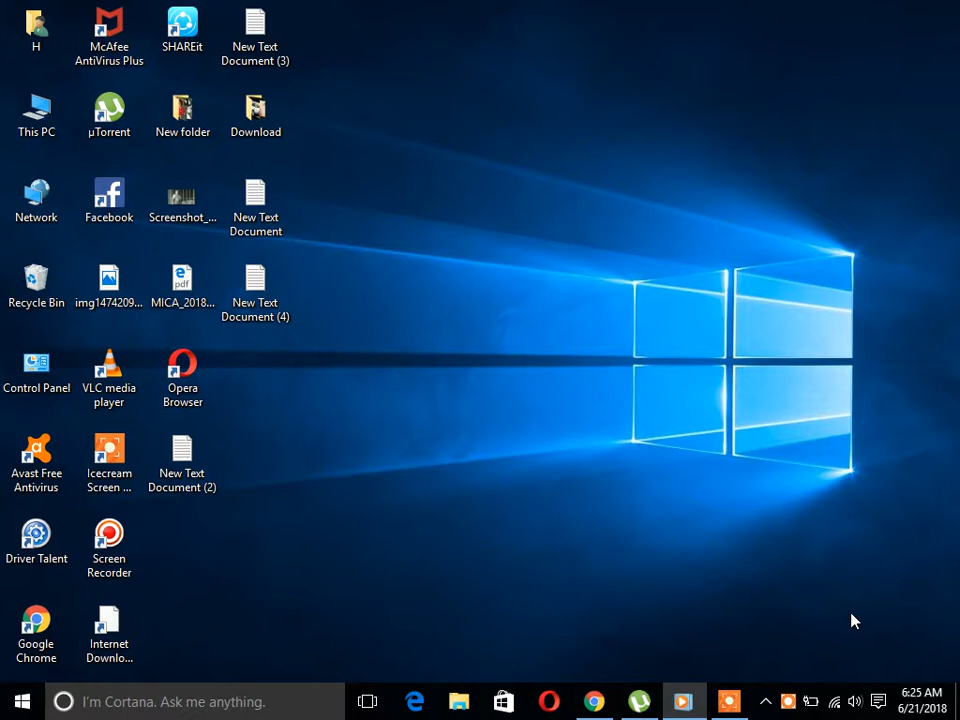 H
McAfee
AntiVirus Plus
SHAREit
New Text
Document (3)
This PC
µTorrent
New folder
Download
Network
Facebook
Screenshot_...
New Text
Document
Recycle Bin
img1474209...
pdf
MICA_2018...
New Text
Document (4)
Control Panel
VLC media
player
Opera
Browser
Avast Free
Antivirus
Icecream
Screen ...
New Text
Document (2)
Driver Talent
Screen
Recorder
Google
Chrome
Internet
Downlo...
I'm Cortana. Ask me anything.
6:25 AM
6/21/2018